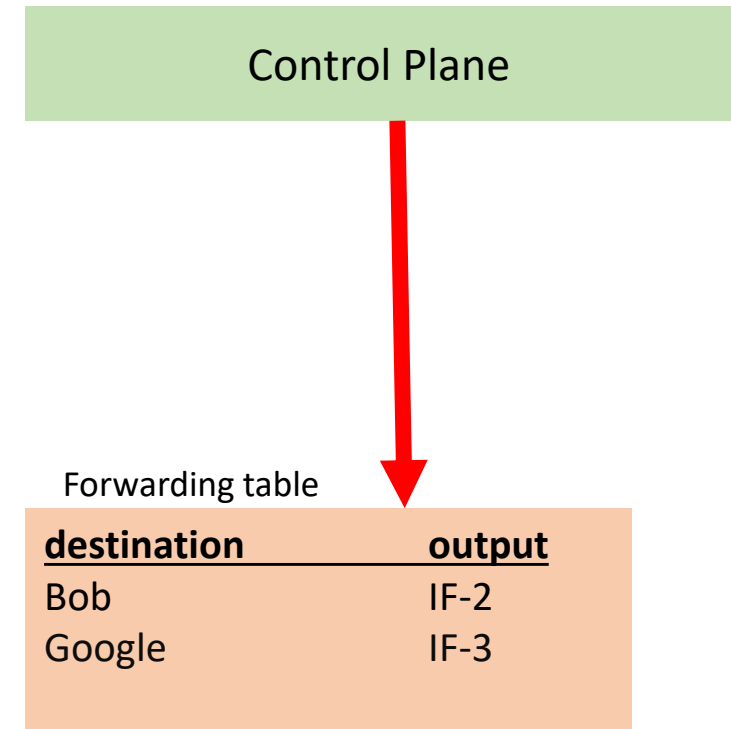 Control Plane
Forwarding table
destination output
Bob IF-2
Google IF-3